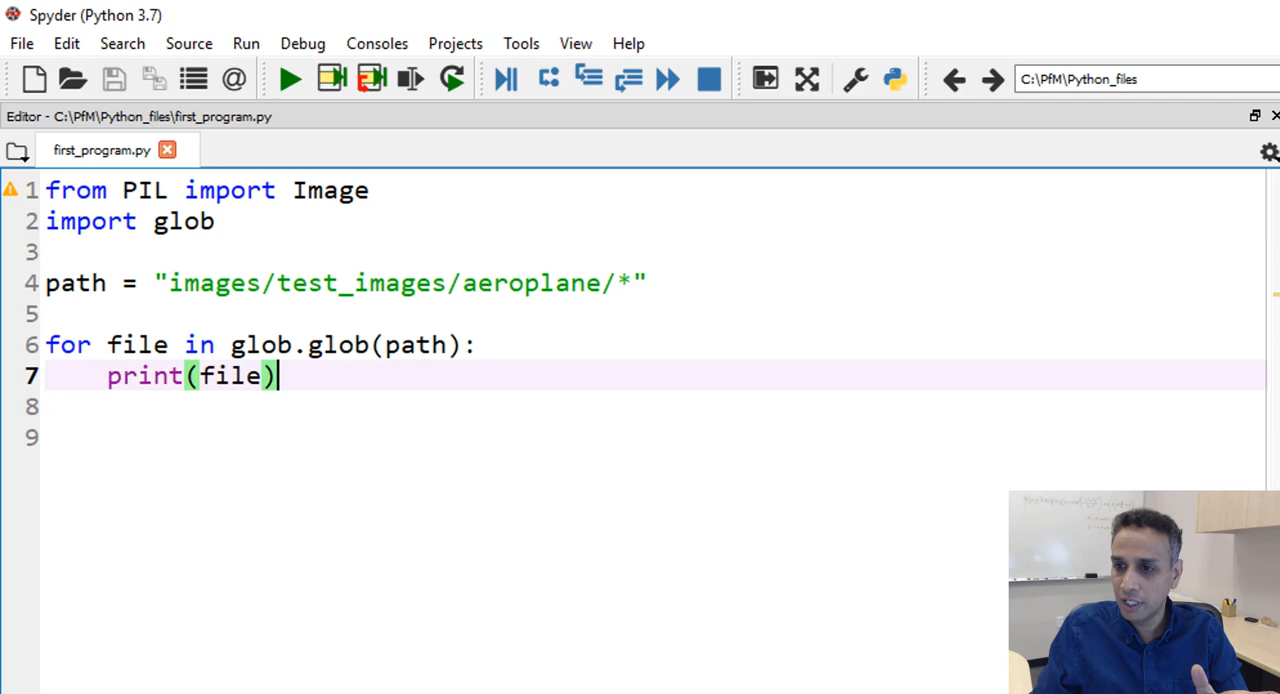 Spyder (Python 3.7)
File Edit Search Source Run Debug Consoles Projects Tools View Help
C:\PfM\Python_files
Editor - C:\PfM\Python_files\first_program.py
first_program.py
1 from PIL import Image
2 import glob
3
4 path = "images/test_images/aeroplane/*"
5
6 for file in glob.glob(path):
7     print(file)
8
9